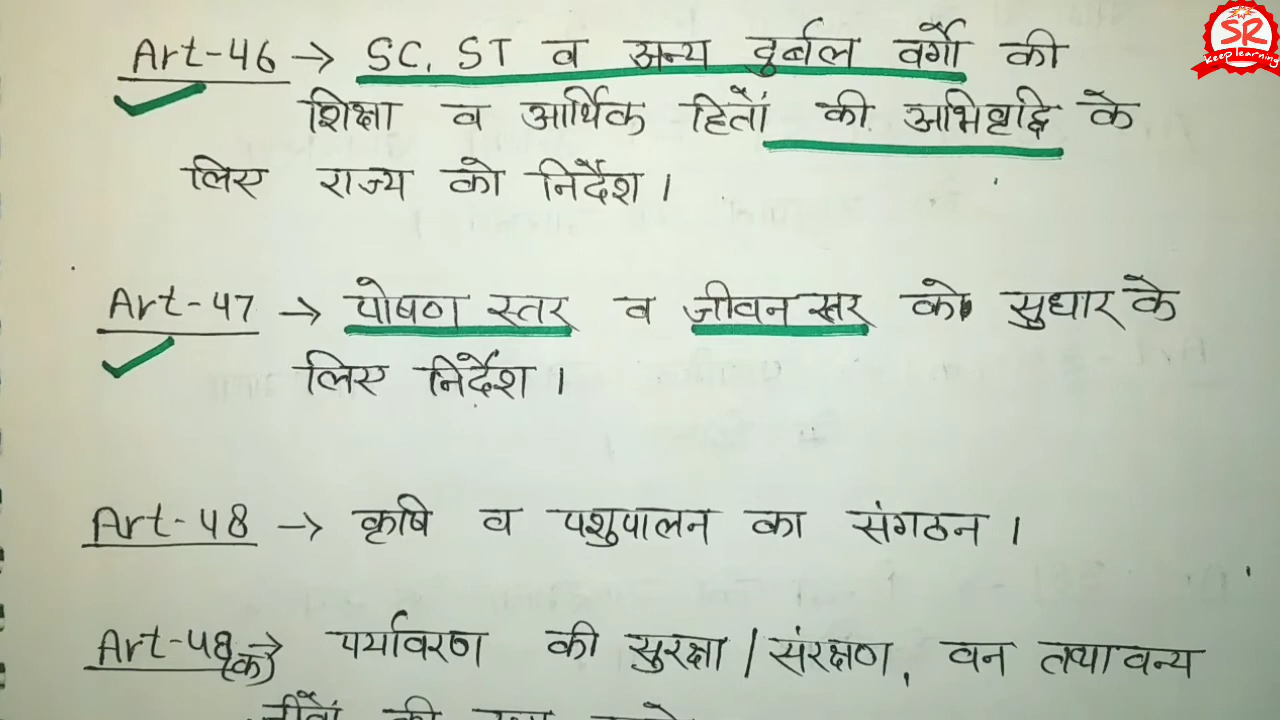 SR
Keep learning
Art-46 → SC, ST व अन्य दुर्बल वर्गों की
शिक्षा व आर्थिक हितों की अभिवृद्धि के
लिए राज्य को निर्देश।
Art-47 → पोषण स्तर व जीवन स्तर को सुधार के
लिए निर्देश।
Art-48 → कृषि व पशुपालन का संगठन।
Art-48(क) → पर्यावरण की सुरक्षा/संरक्षण, वन तथा वन्य
जीवों की